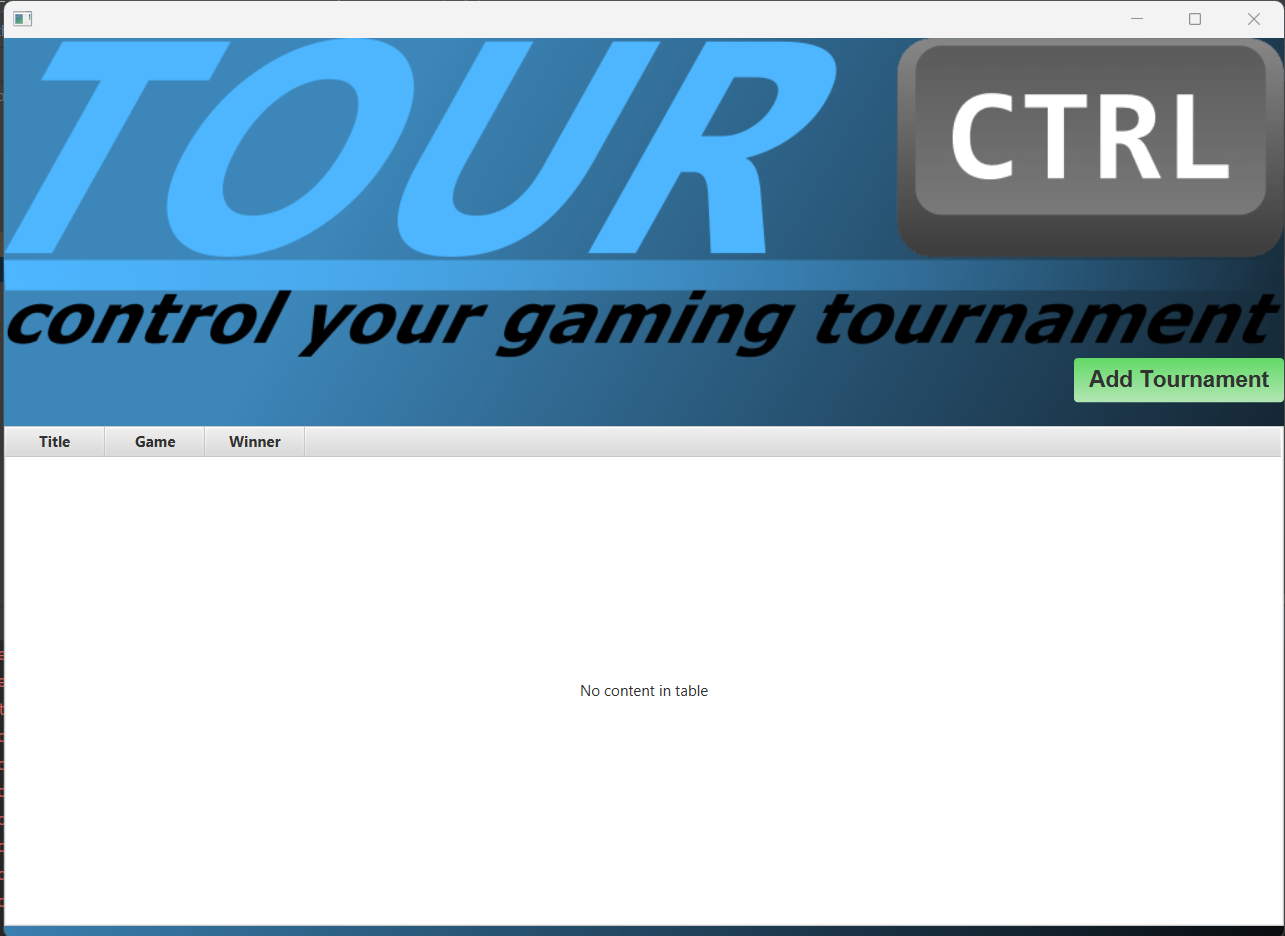 TOUR CTRL
control your gaming tournament
Add Tournament
Title Game Winner
No content in table